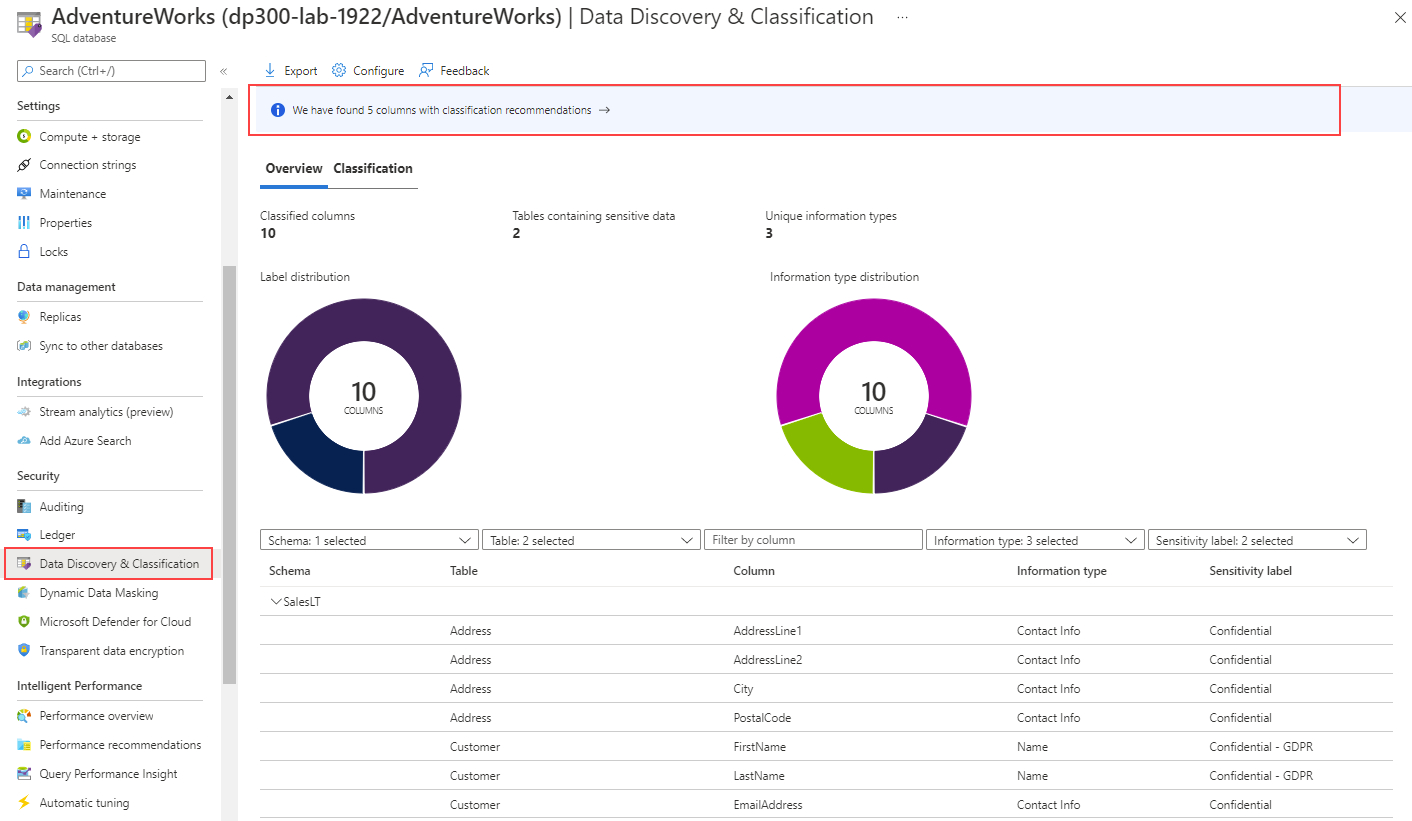 AdventureWorks (dp300-lab-1922/AdventureWorks) | Data Discovery & Classification ...
SQL database
Search (Ctrl+/)
«
Export Configure Feedback
We have found 5 columns with classification recommendations →
Settings
Compute + storage
Connection strings
Maintenance
Properties
Locks
Data management
Replicas
Sync to other databases
Integrations
Stream analytics (preview)
Add Azure Search
Security
Auditing
Ledger
Data Discovery & Classification
Dynamic Data Masking
Microsoft Defender for Cloud
Transparent data encryption
Intelligent Performance
Performance overview
Performance recommendations
Query Performance Insight
Automatic tuning
Overview Classification
Classified columns Tables containing sensitive data Unique information types
10 2 3
Label distribution Information type distribution
10 10
COLUMNS COLUMNS
Schema: 1 selected Table: 2 selected Filter by column Information type: 3 selected Sensitivity label: 2 selected
Schema Table Column Information type Sensitivity label
SalesLT
Address AddressLine1 Contact Info Confidential
Address AddressLine2 Contact Info Confidential
Address City Contact Info Confidential
Address PostalCode Contact Info Confidential
Customer FirstName Name Confidential - GDPR
Customer LastName Name Confidential - GDPR
Customer EmailAddress Contact Info Confidential